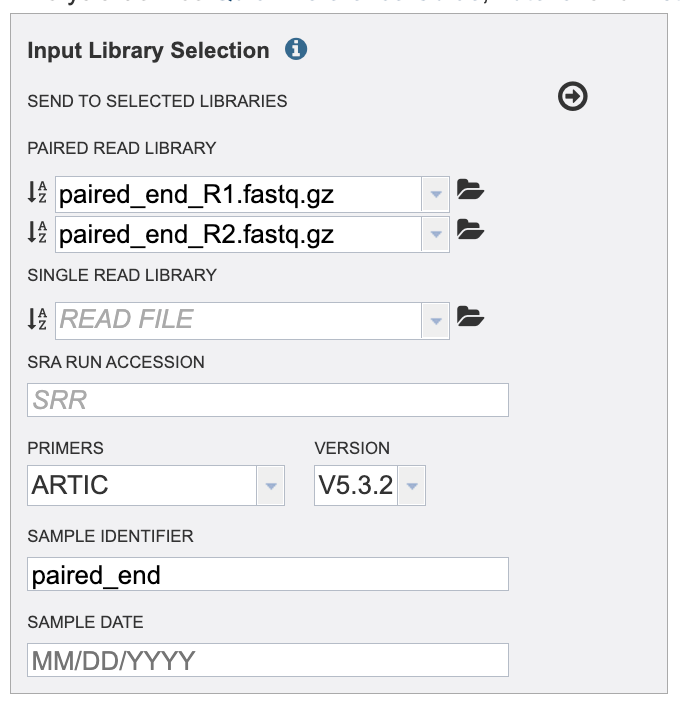 Input Library Selection
SEND TO SELECTED LIBRARIES
PAIRED READ LIBRARY
paired_end_R1.fastq.gz
paired_end_R2.fastq.gz
SINGLE READ LIBRARY
READ FILE
SRA RUN ACCESSION
SRR
PRIMERS VERSION
ARTIC V5.3.2
SAMPLE IDENTIFIER
paired_end
SAMPLE DATE
MM/DD/YYYY